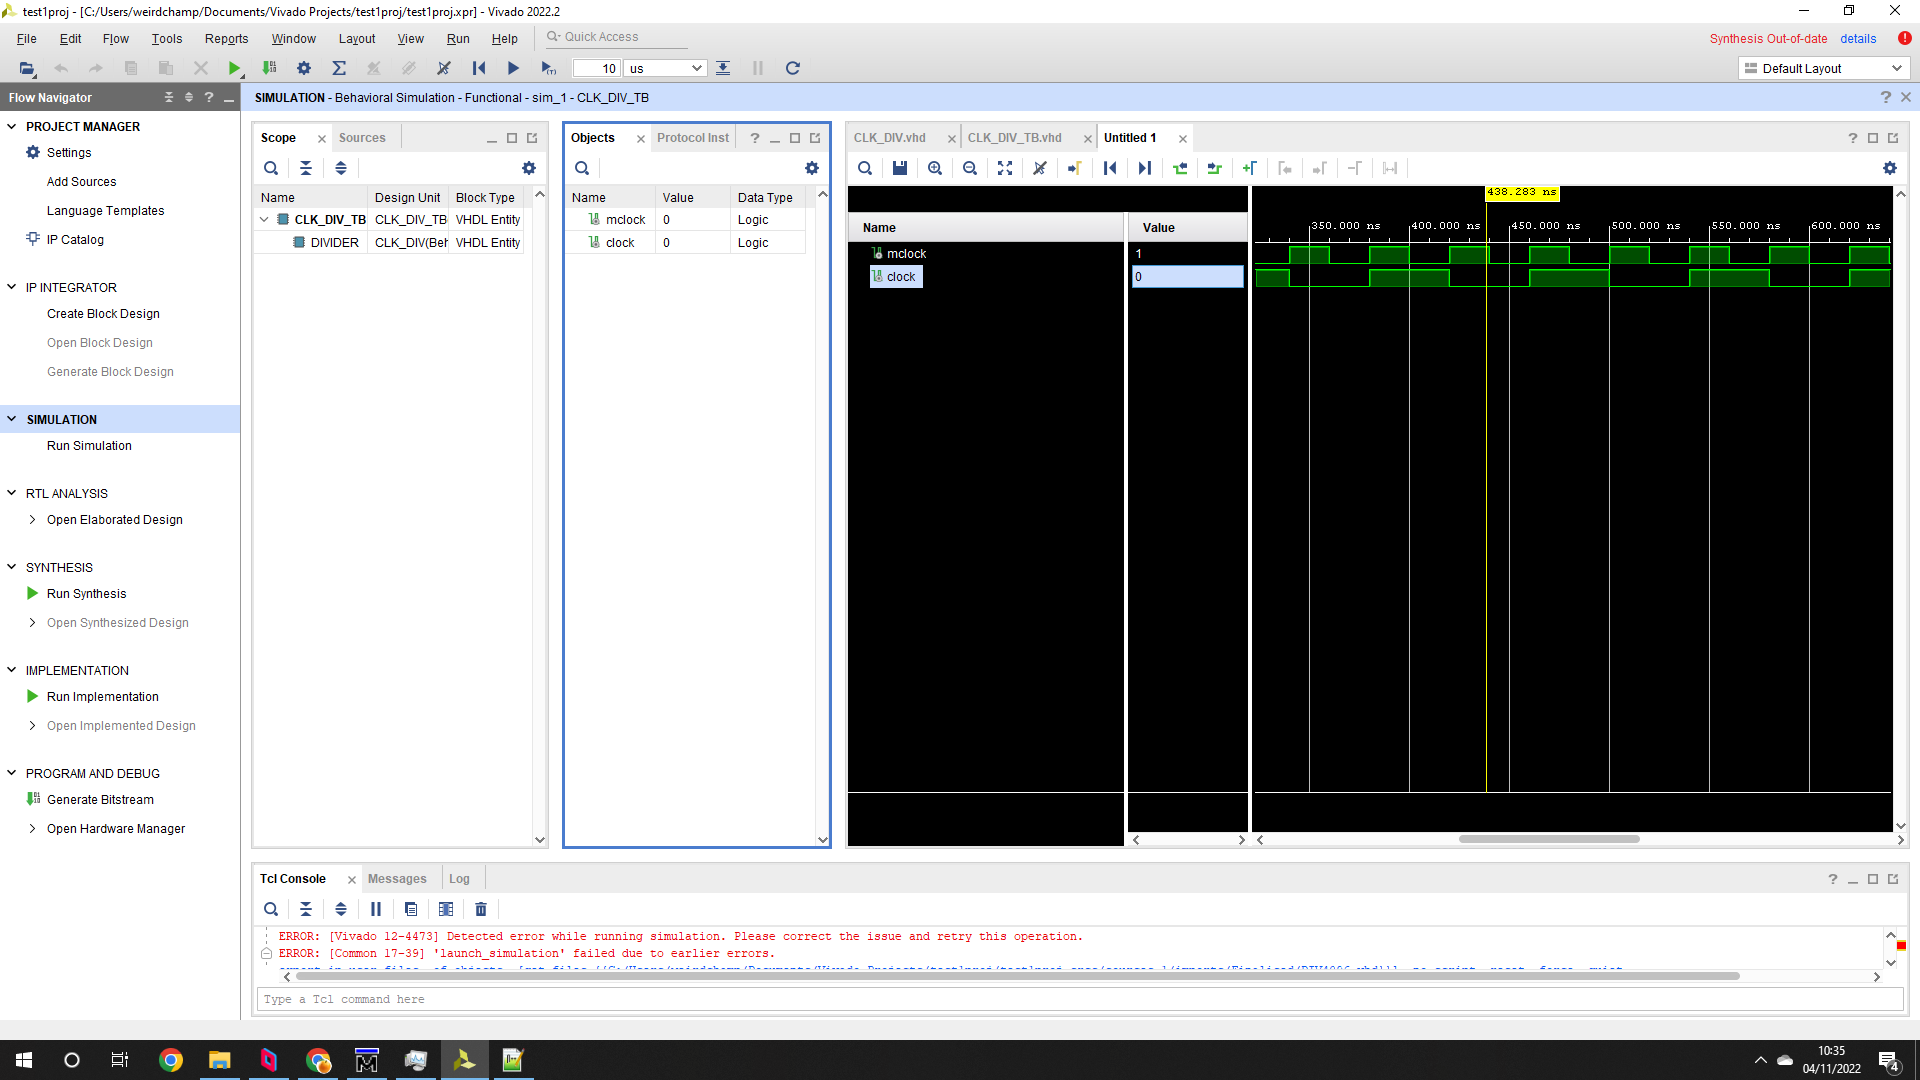 test1proj - [C:/Users/weirdchamp/Documents/Vivado Projects/test1proj/test1proj.xpr] - Vivado 2022.2
File Edit Flow Tools Reports Window Layout View Run Help Quick Access
Synthesis Out-of-date details
10 us
Default Layout
Flow Navigator
SIMULATION - Behavioral Simulation - Functional - sim_1 - CLK_DIV_TB
PROJECT MANAGER
Settings
Add Sources
Language Templates
IP Catalog
IP INTEGRATOR
Create Block Design
Open Block Design
Generate Block Design
SIMULATION
Run Simulation
RTL ANALYSIS
Open Elaborated Design
SYNTHESIS
Run Synthesis
Open Synthesized Design
IMPLEMENTATION
Run Implementation
Open Implemented Design
PROGRAM AND DEBUG
Generate Bitstream
Open Hardware Manager
Scope Sources
Name Design Unit Block Type
CLK_DIV_TB CLK_DIV_TB VHDL Entity
DIVIDER CLK_DIV(Beh VHDL Entity
Objects Protocol Inst
Name Value Data Type
mclock 0 Logic
clock 0 Logic
CLK_DIV.vhd CLK_DIV_TB.vhd Untitled 1
438.283 ns
Name Value
350.000 ns 400.000 ns 450.000 ns 500.000 ns 550.000 ns 600.000 ns
mclock 1
clock 0
Tcl Console Messages Log
ERROR: [Vivado 12-4473] Detected error while running simulation. Please correct the issue and retry this operation.
ERROR: [Common 17-39] 'launch_simulation' failed due to earlier errors.
Type a Tcl command here
10:35
04/11/2022
4